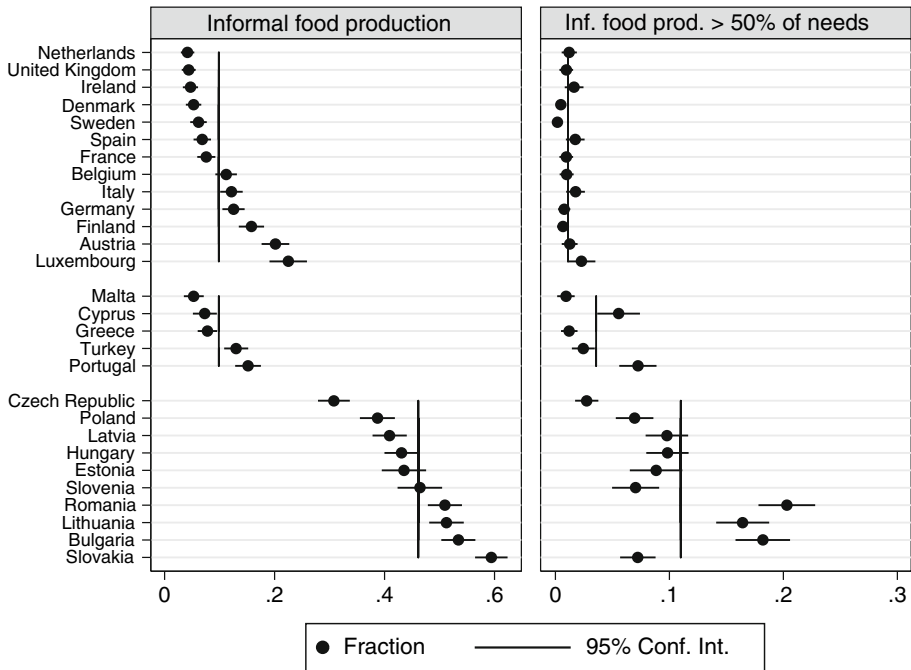 Informal food production
Inf. food prod. > 50% of needs
Netherlands
United Kingdom
Ireland
Denmark
Sweden
Spain
France
Belgium
Italy
Germany
Finland
Austria
Luxembourg
Malta
Cyprus
Greece
Turkey
Portugal
Czech Republic
Poland
Latvia
Hungary
Estonia
Slovenia
Romania
Lithuania
Bulgaria
Slovakia
0 .2 .4 .6
0 .1 .2 .3
Fraction 95% Conf. Int.